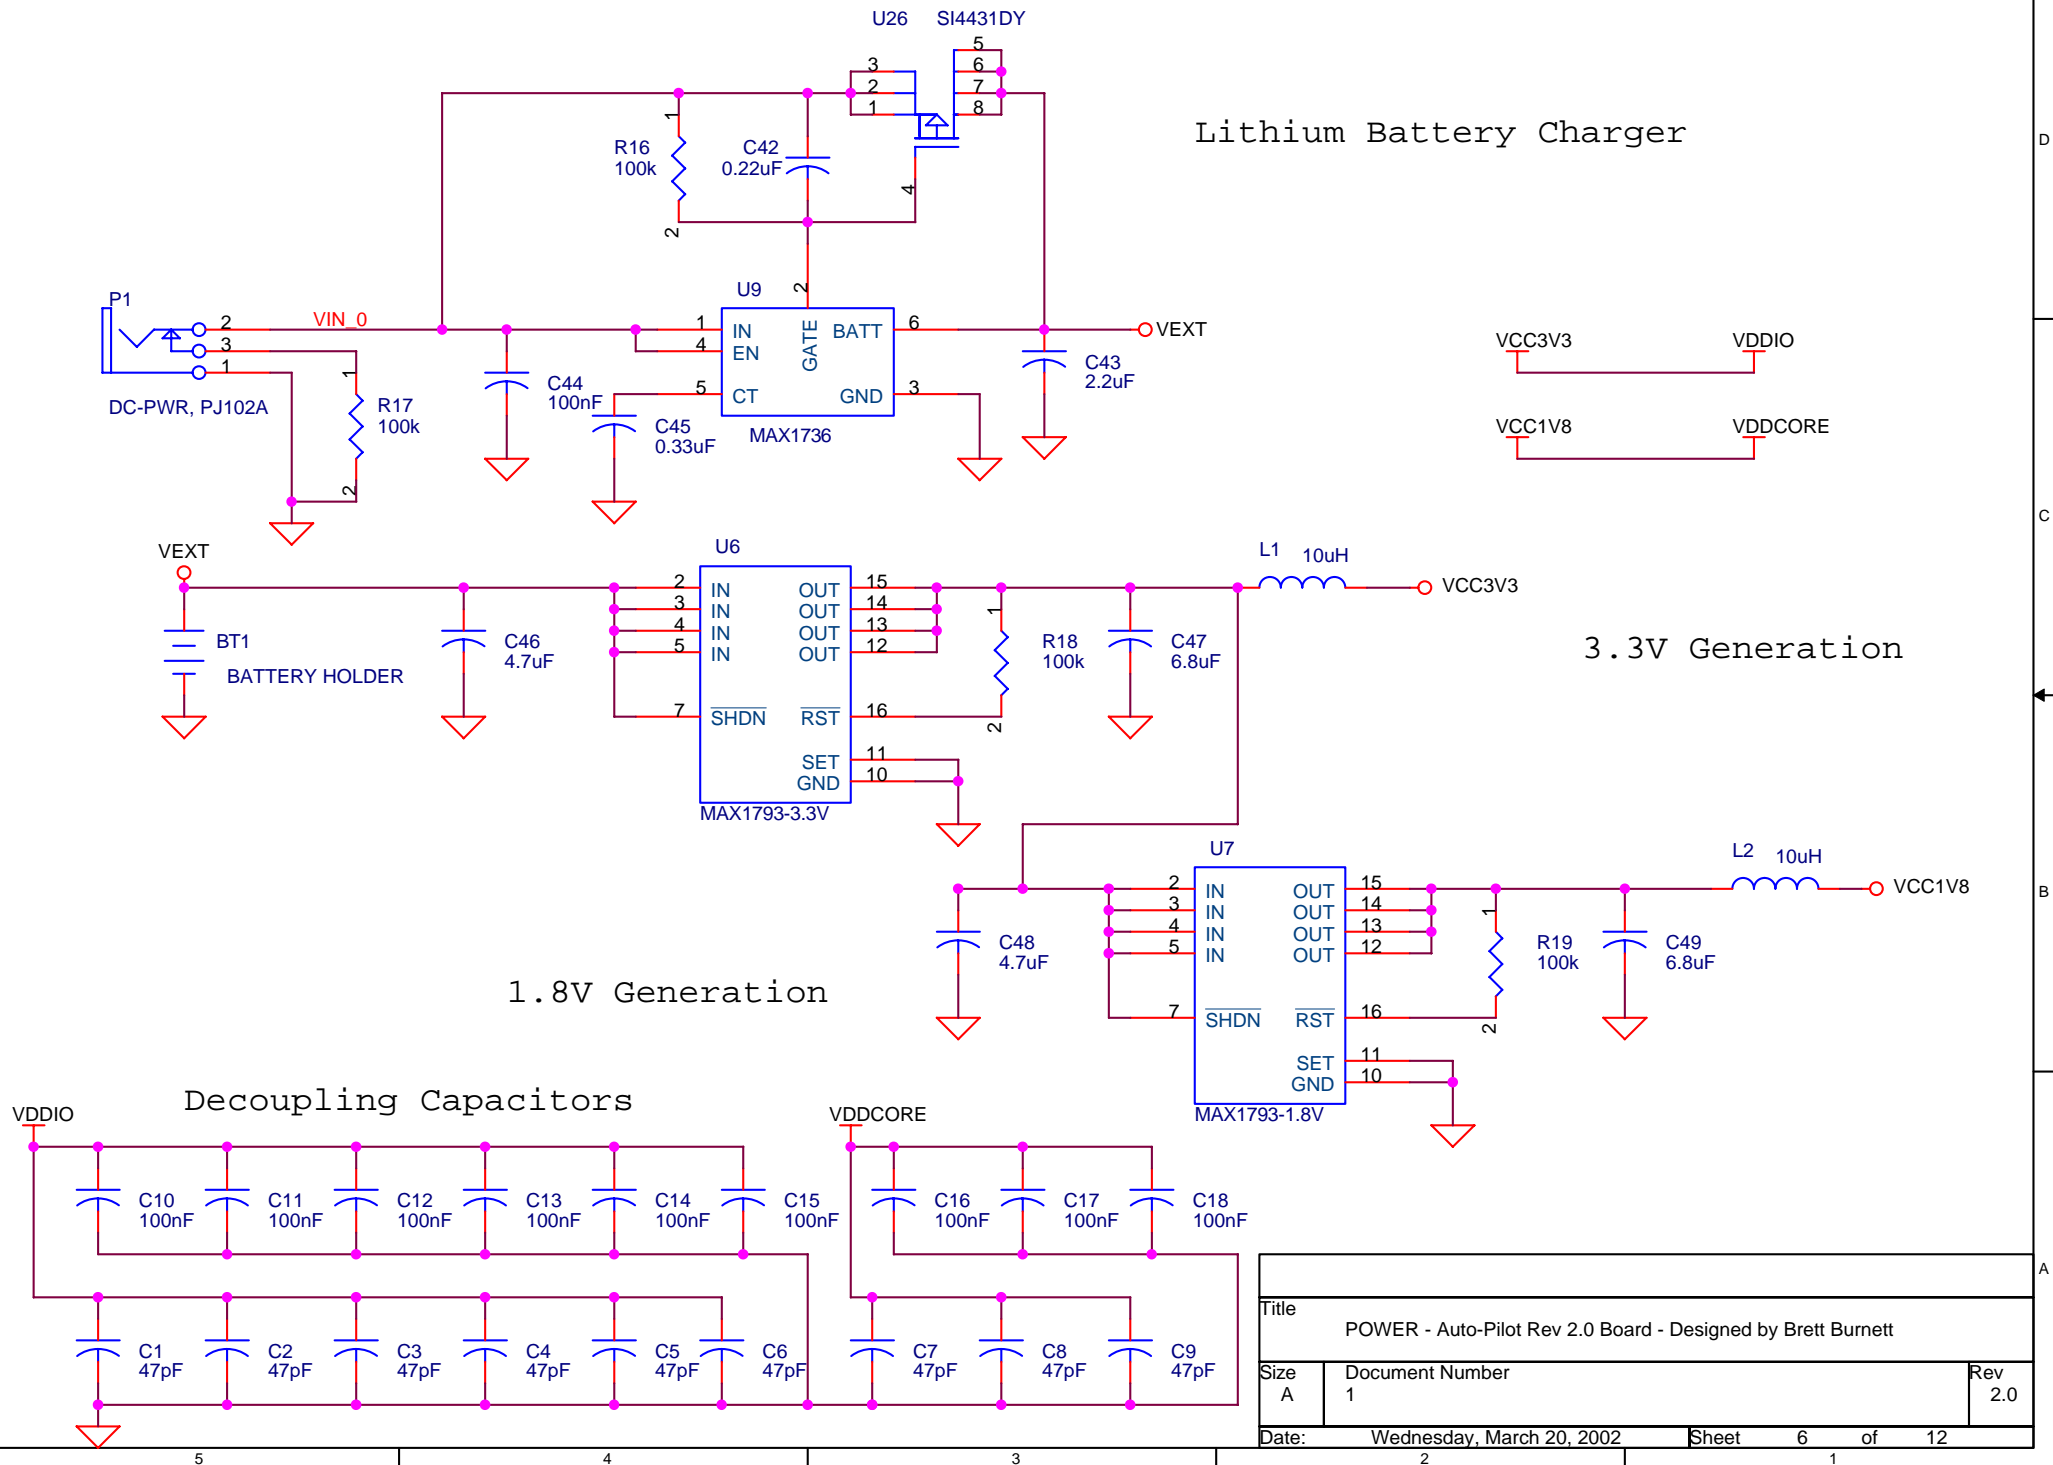 U26 SI4431DY
3
2
1
5
6
7
8
4
Lithium Battery Charger
1
R16
100k
2
C42
0.22uF
P1
2
3
1
DC-PWR, PJ102A
VIN_0
1
R17
100k
2
C44
100nF
C45
0.33uF
U9
2
1 IN
4 EN
5 CT
GATE
BATT 6
GND 3
MAX1736
C43
2.2uF
VEXT
VCC3V3 VDDIO
VCC1V8 VDDCORE
VEXT
BT1
BATTERY HOLDER
C46
4.7uF
U6
2 IN OUT 15
3 IN OUT 14
4 IN OUT 13
5 IN OUT 12
7 SHDN RST 16
SET 11
GND 10
MAX1793-3.3V
1
R18
100k
2
C47
6.8uF
L1 10uH
VCC3V3
3.3V Generation
1.8V Generation
C48
4.7uF
U7
2 IN OUT 15
3 IN OUT 14
4 IN OUT 13
5 IN OUT 12
7 SHDN RST 16
SET 11
GND 10
MAX1793-1.8V
1
R19
100k
2
C49
6.8uF
L2 10uH
VCC1V8
Decoupling Capacitors
VDDIO
C10
100nF
C11
100nF
C12
100nF
C13
100nF
C14
100nF
C15
100nF
C1
47pF
C2
47pF
C3
47pF
C4
47pF
C5
47pF
C6
47pF
VDDCORE
C16
100nF
C17
100nF
C18
100nF
C7
47pF
C8
47pF
C9
47pF
Title
POWER - Auto-Pilot Rev 2.0 Board - Designed by Brett Burnett
Size
A
Document Number
1
Rev
2.0
Date: Wednesday, March 20, 2002 Sheet 6 of 12
D
C
B
A
5 4 3 2 1